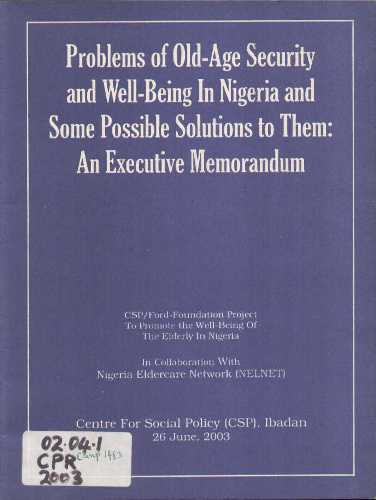 Problems of Old-Age Security
and Well-Being In Nigeria and
Some Possible Solutions to Them:
An Executive Memorandum
CSP/Ford-Foundation Project
To Promote the Well-Being Of
The Elderly In Nigeria
In Collaboration With
Nigeria Eldercare Network (NELNET)
Centre For Social Policy (CSP), Ibadan
26 June, 2003
02.04.1
CPR
2003